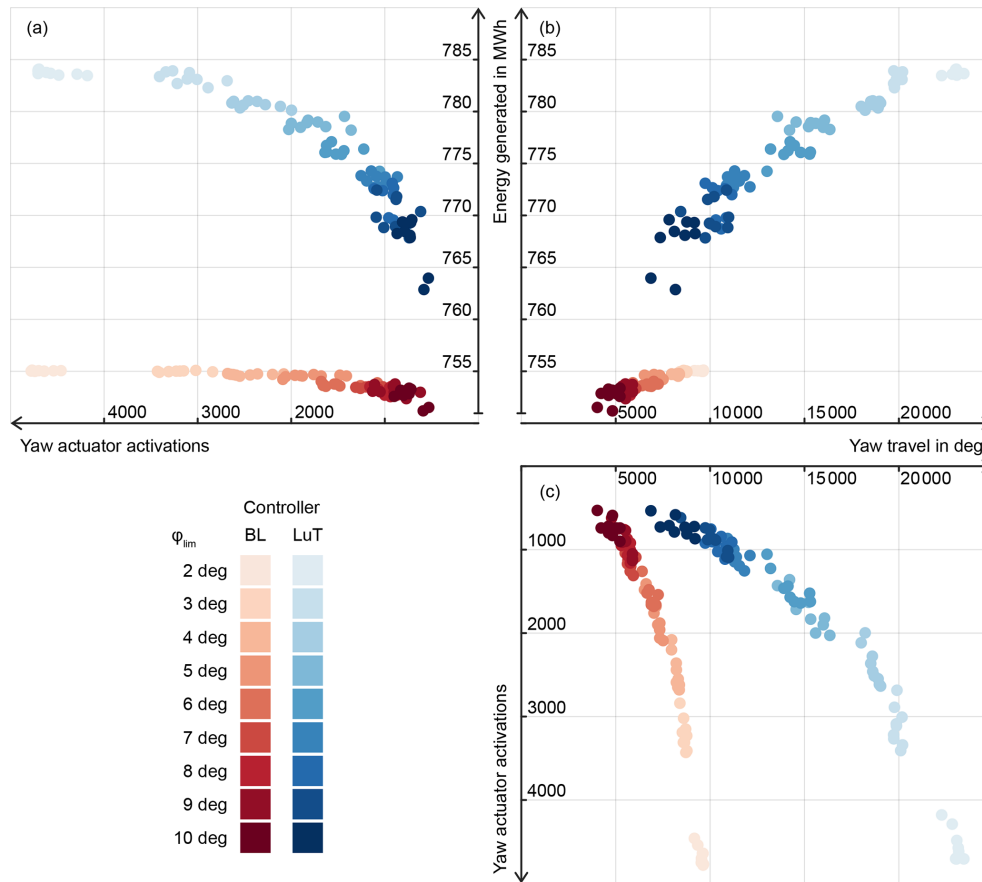 (a)
(b)
785
780
775
770
765
760
755
Energy generated in MWh
785
780
775
770
765
760
755
4000
3000
2000
5000
10000
15000
20000
Yaw actuator activations
Yaw travel in deg
(c)
5000
10000
15000
20000
1000
2000
3000
4000
Yaw actuator activations
Controller
φlim BL LuT
2 deg
3 deg
4 deg
5 deg
6 deg
7 deg
8 deg
9 deg
10 deg